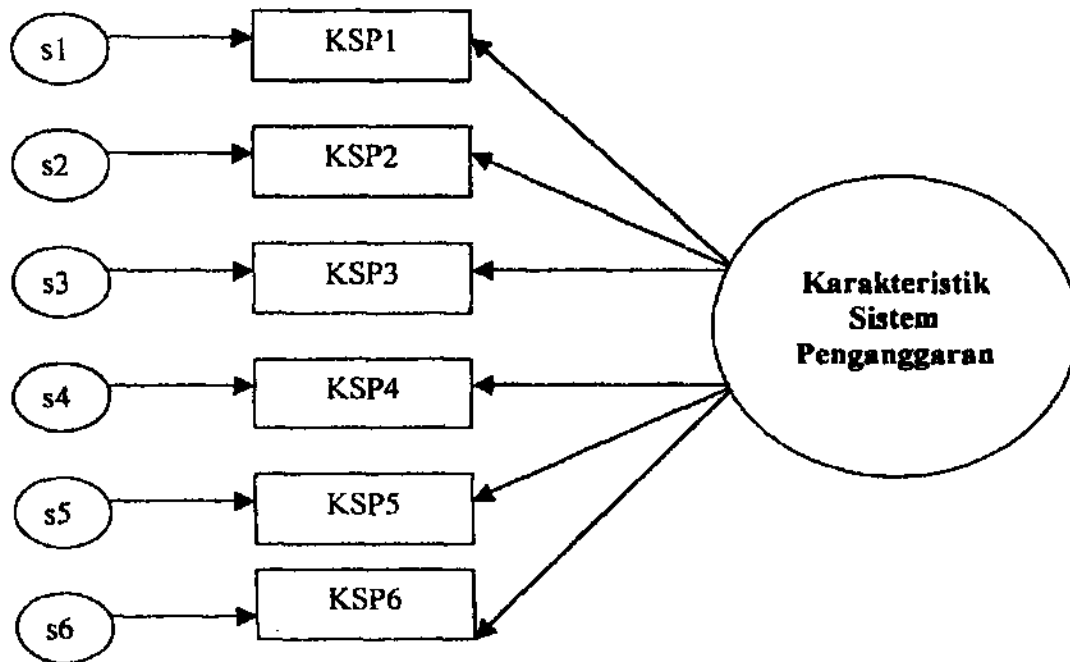 s1
KSP1
s2
KSP2
s3
KSP3
s4
KSP4
s5
KSP5
s6
KSP6
Karakteristik
Sistem
Penganggaran